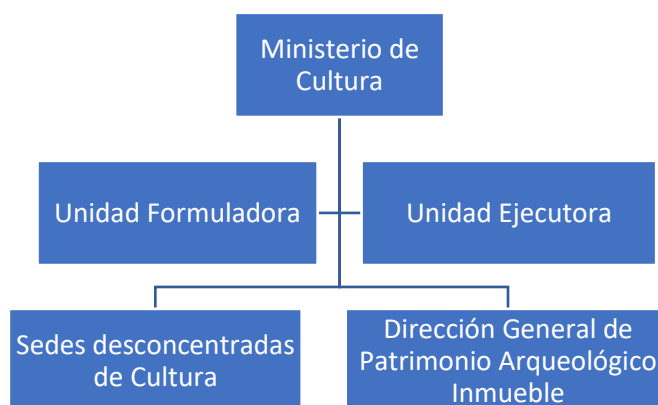 Ministerio de
Cultura
Unidad Formuladora
Unidad Ejecutora
Sedes desconcentradas
de Cultura
Dirección General de
Patrimonio Arqueológico
Inmueble